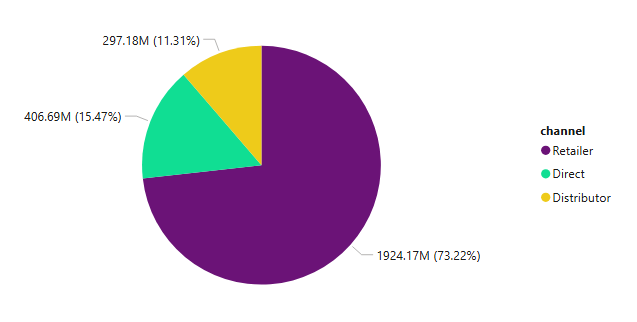 297.18M (11.31%)
406.69M (15.47%)
1924.17M (73.22%)
channel
Retailer
Direct
Distributor